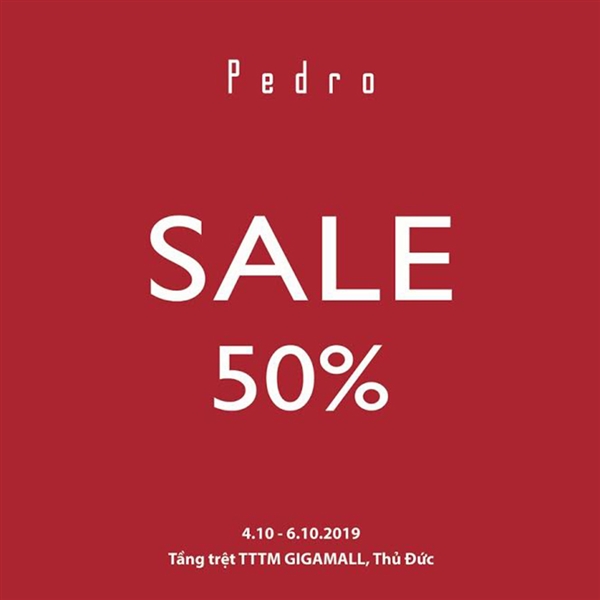 Pedro
SALE
50%
4.10 - 6.10.2019
Tầng trệt TTTM GIGAMALL, Thủ Đức